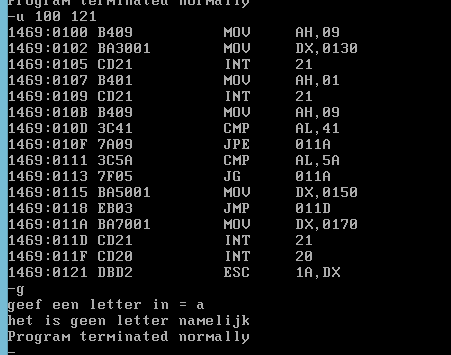 Program terminated normally
-u 100 121
1469:0100 B409 MOV AH,09
1469:0102 BA3001 MOV DX,0130
1469:0105 CD21 INT 21
1469:0107 B401 MOV AH,01
1469:0109 CD21 INT 21
1469:010B B409 MOV AH,09
1469:010D 3C41 CMP AL,41
1469:010F 7A09 JPE 011A
1469:0111 3C5A CMP AL,5A
1469:0113 7F05 JG 011A
1469:0115 BA5001 MOV DX,0150
1469:0118 EB03 JMP 011D
1469:011A BA7001 MOV DX,0170
1469:011D CD21 INT 21
1469:011F CD20 INT 20
1469:0121 DBD2 ESC 1A,DX
-g
geef een letter in = a
het is geen letter namelijk
Program terminated normally
-